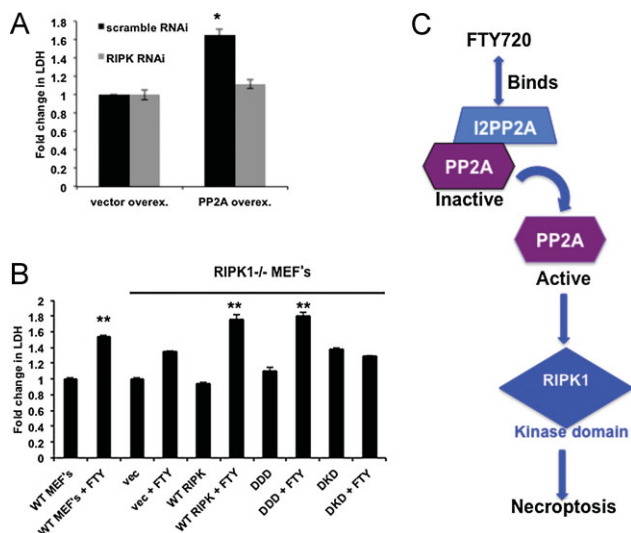 A
scramble RNAi
RIPK RNAi
*
Fold change in LDH
1.8
1.6
1.4
1.2
1
0.8
0.6
0.4
0.2
0
vector overex.
PP2A overex.
B
RIPK1-/- MEF's
Fold change in LDH
2
1.8
1.4
1.2
1
0.8
0.6
0.4
0.2
0
**
**
**
WT MEF's
WT MEF's + FTY
vec
vec + FTY
WT RIPK
WT RIPK + FTY
DDD
DDD + FTY
DKD
DKD + FTY
C
FTY720
Binds
I2PP2A
PP2A
Inactive
PP2A
Active
RIPK1
Kinase domain
Necroptosis